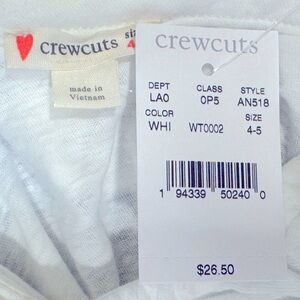 crewcuts
made in
Vietnam
crewcuts
DEPT CLASS STYLE
LA0 0P5 AN518
COLOR SIZE
WHI WT0002 4-5
1 94339 50240 0
$26.50